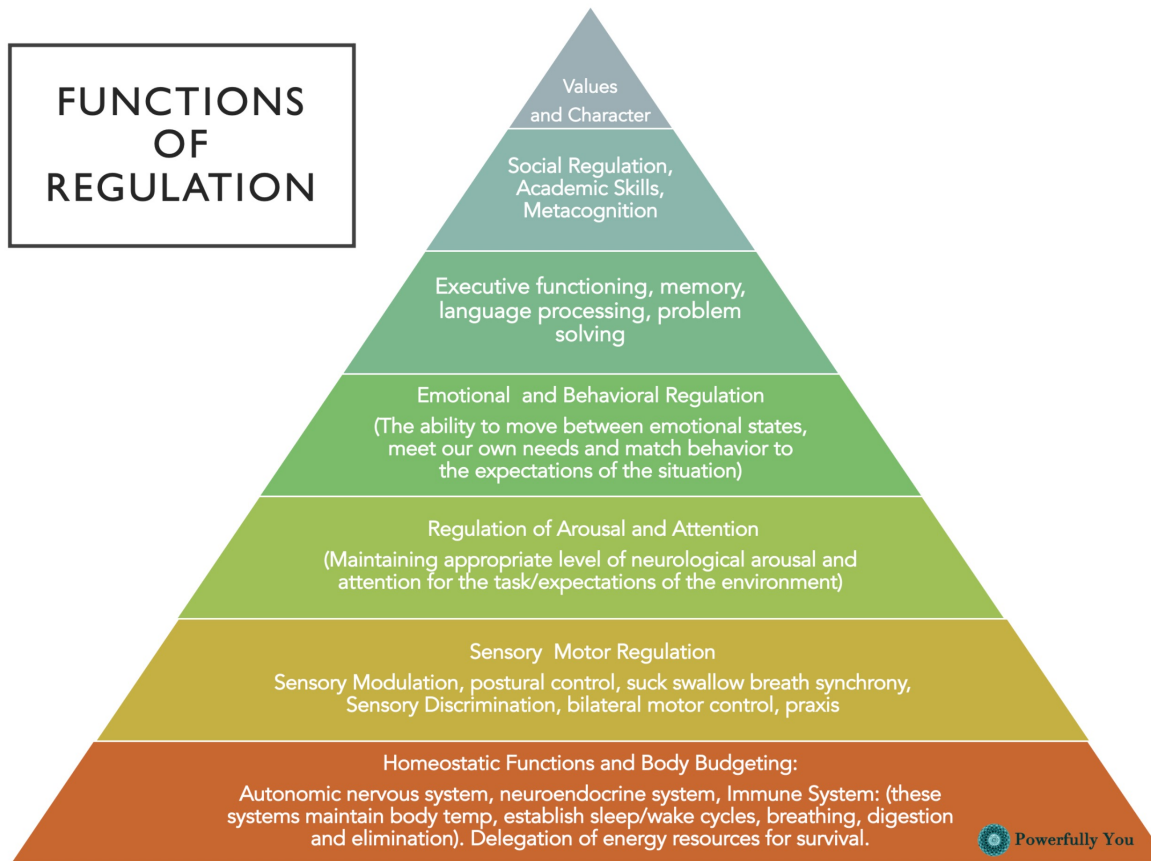 FUNCTIONS
OF
REGULATION
Values
and Character
Social Regulation,
Academic Skills,
Metacognition
Executive functioning, memory,
language processing, problem
solving
Emotional  and Behavioral Regulation
(The ability to move between emotional states,
meet our own needs and match behavior to
the expectations of the situation)
Regulation of Arousal and Attention
(Maintaining appropriate level of neurological arousal and
attention for the task/expectations of the environment)
Sensory  Motor Regulation
Sensory Modulation, postural control, suck swallow breath synchrony,
Sensory Discrimination, bilateral motor control, praxis
Homeostatic Functions and Body Budgeting:
Autonomic nervous system, neuroendocrine system, Immune System: (these
systems maintain body temp, establish sleep/wake cycles, breathing, digestion
and elimination). Delegation of energy resources for survival.
Powerfully You